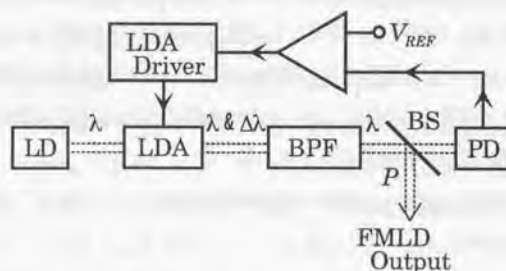 LDA
Driver
V_REF
λ
λ & Δλ
λ
BS
LD
LDA
BPF
PD
P
FMLD
Output